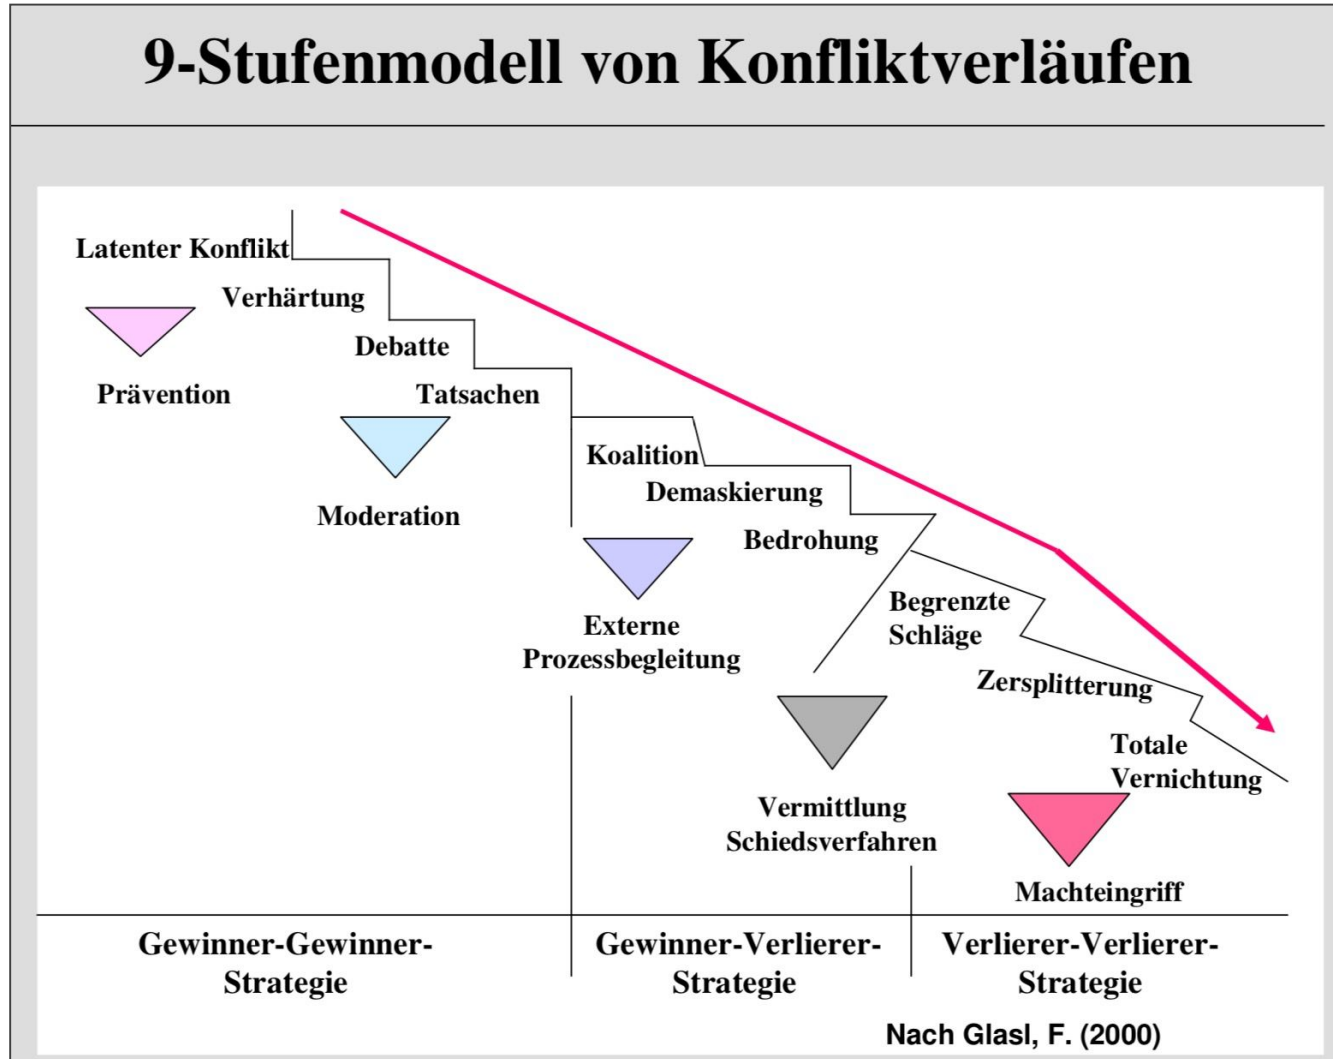 9-Stufenmodell von Konfliktverläufen
Latenter Konflikt
Verhärtung
Debatte
Prävention
Tatsachen
Moderation
Koalition
Demaskierung
Bedrohung
Externe
Prozessbegleitung
Begrenzte
Schläge
Zersplitterung
Totale
Vernichtung
Vermittlung
Schiedsverfahren
Machteingriff
Gewinner-Gewinner-
Strategie
Gewinner-Verlierer-
Strategie
Verlierer-Verlierer-
Strategie
Nach Glasl, F. (2000)